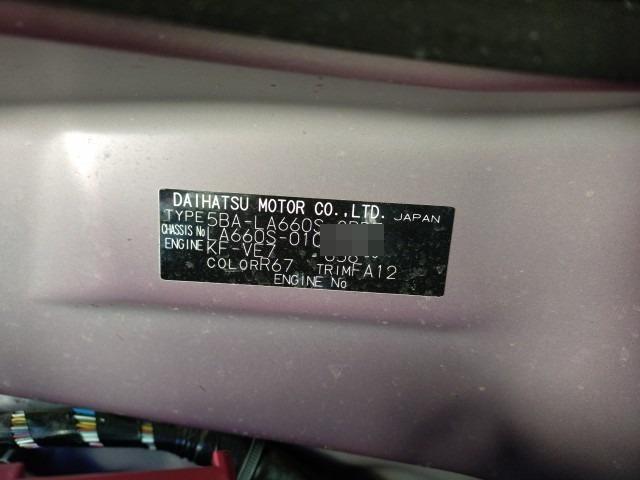 DAIHATSU MOTOR CO.,LTD. JAPAN
TYPE 5BA-LA660S-
CHASSIS No LA660S-010
ENGINE KF-VE7
COLOR R67 TRIM FA12
ENGINE No